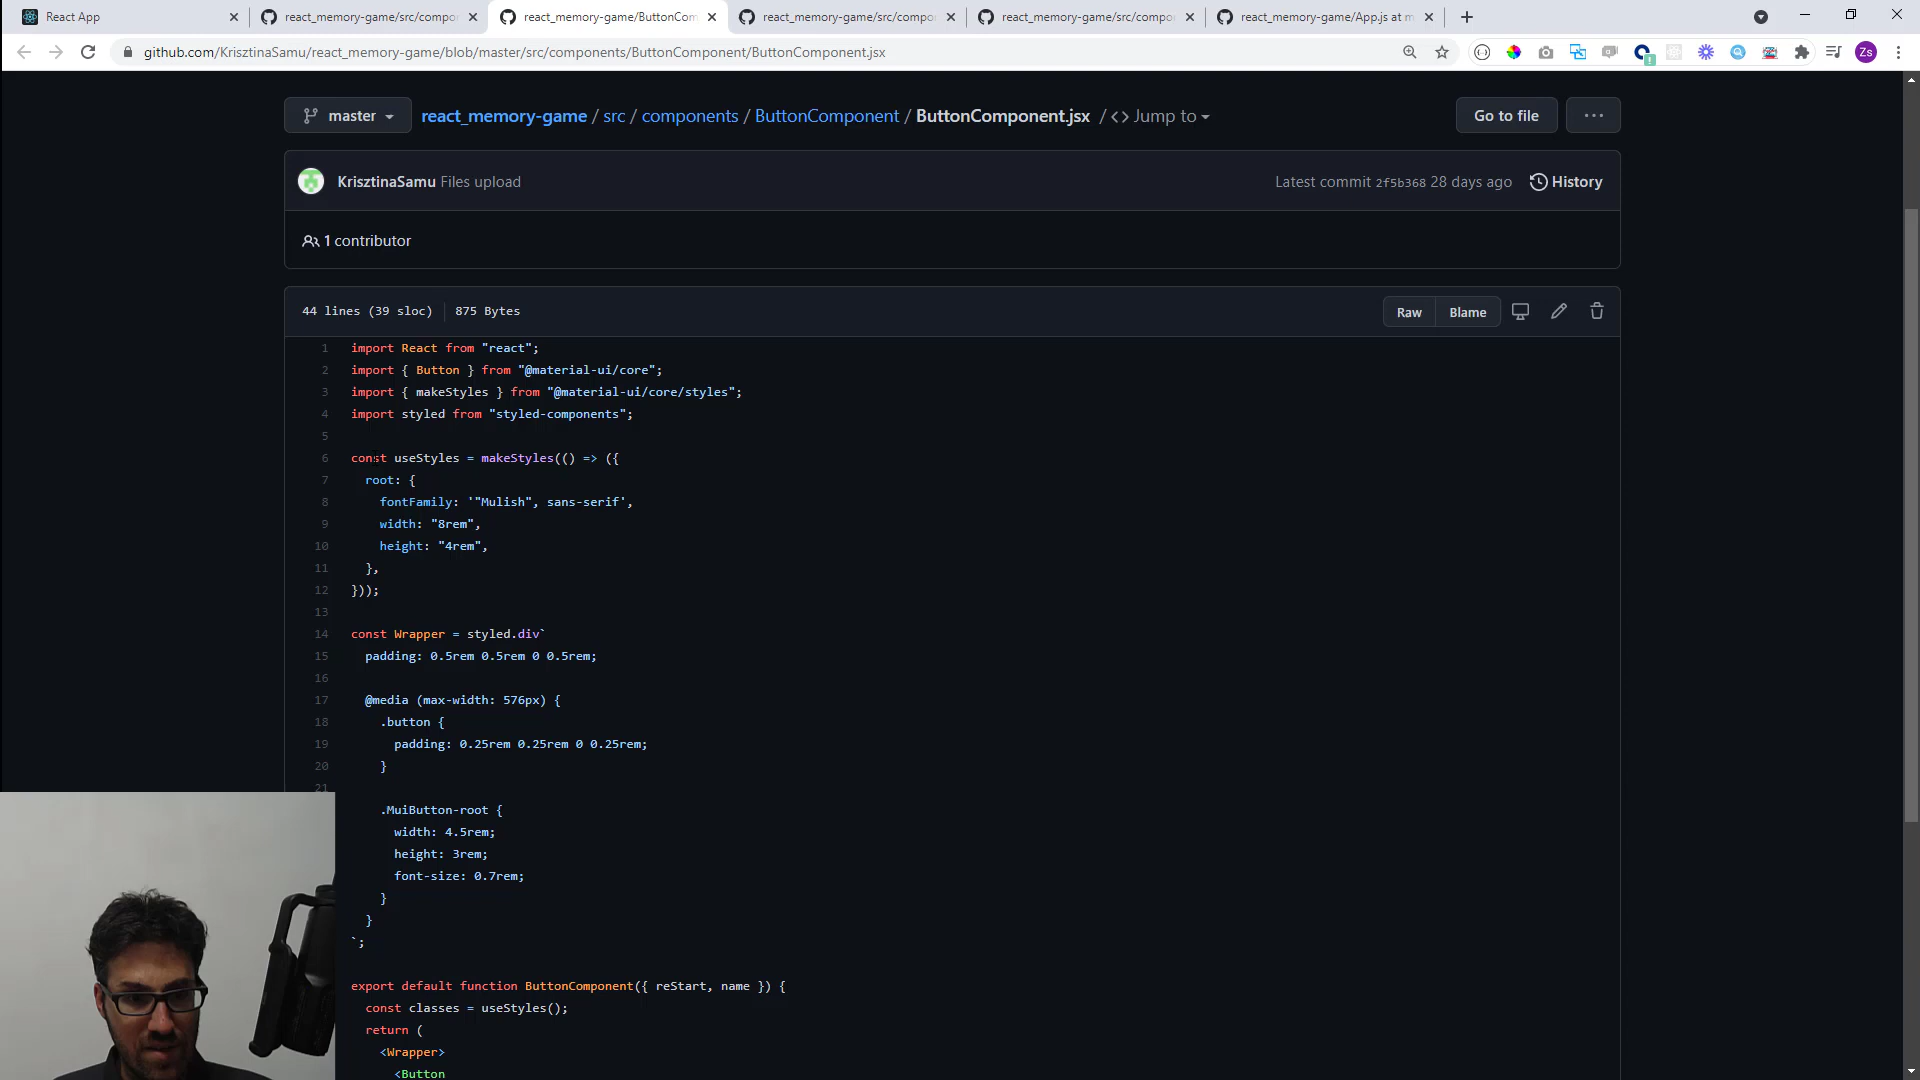 React App
react_memory-game/src/compo
react_memory-game/ButtonCom
react_memory-game/src/compo
react_memory-game/src/compo
react_memory-game/App.js at m
github.com/KrisztinaSamu/react_memory-game/blob/master/src/components/ButtonComponent/ButtonComponent.jsx
Zs
master
react_memory-game / src / components / ButtonComponent / ButtonComponent.jsx / <> Jump to
Go to file
...
KrisztinaSamu Files upload
Latest commit 2f5b368 28 days ago
History
1 contributor
44 lines (39 sloc) 875 Bytes
Raw Blame
1 import React from "react";
2 import { Button } from "@material-ui/core";
3 import { makeStyles } from "@material-ui/core/styles";
4 import styled from "styled-components";
5
6 const useStyles = makeStyles(() => ({
7 root: {
8 fontFamily: '"Mulish", sans-serif',
9 width: "8rem",
10 height: "4rem",
11 },
12 }));
13
14 const Wrapper = styled.div`
15 padding: 0.5rem 0.5rem 0 0.5rem;
16
17 @media (max-width: 576px) {
18 .button {
19 padding: 0.25rem 0.25rem 0 0.25rem;
20 }
21
.MuiButton-root {
width: 4.5rem;
height: 3rem;
font-size: 0.7rem;
}
}
`;
export default function ButtonComponent({ reStart, name }) {
const classes = useStyles();
return (
<Wrapper>
<Button